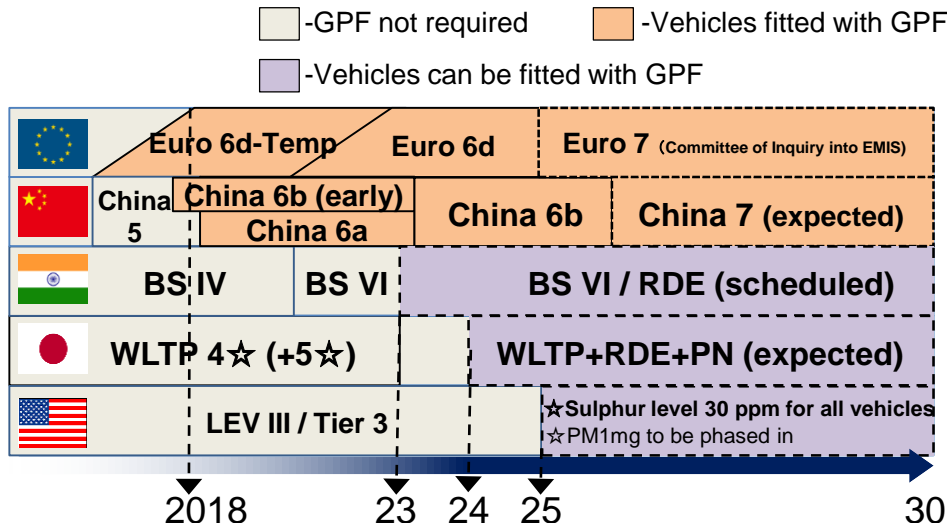 -GPF not required
-Vehicles fitted with GPF
-Vehicles can be fitted with GPF
Euro 6d-Temp
Euro 6d
Euro 7 (Committee of Inquiry into EMIS)
China
5
China 6b (early)
China 6a
China 6b
China 7 (expected)
BS IV
BS VI
BS VI / RDE (scheduled)
WLTP 4☆ (+5☆)
WLTP+RDE+PN (expected)
LEV III / Tier 3
☆Sulphur level 30 ppm for all vehicles
☆PM1mg to be phased in
2018
23
24
25
30